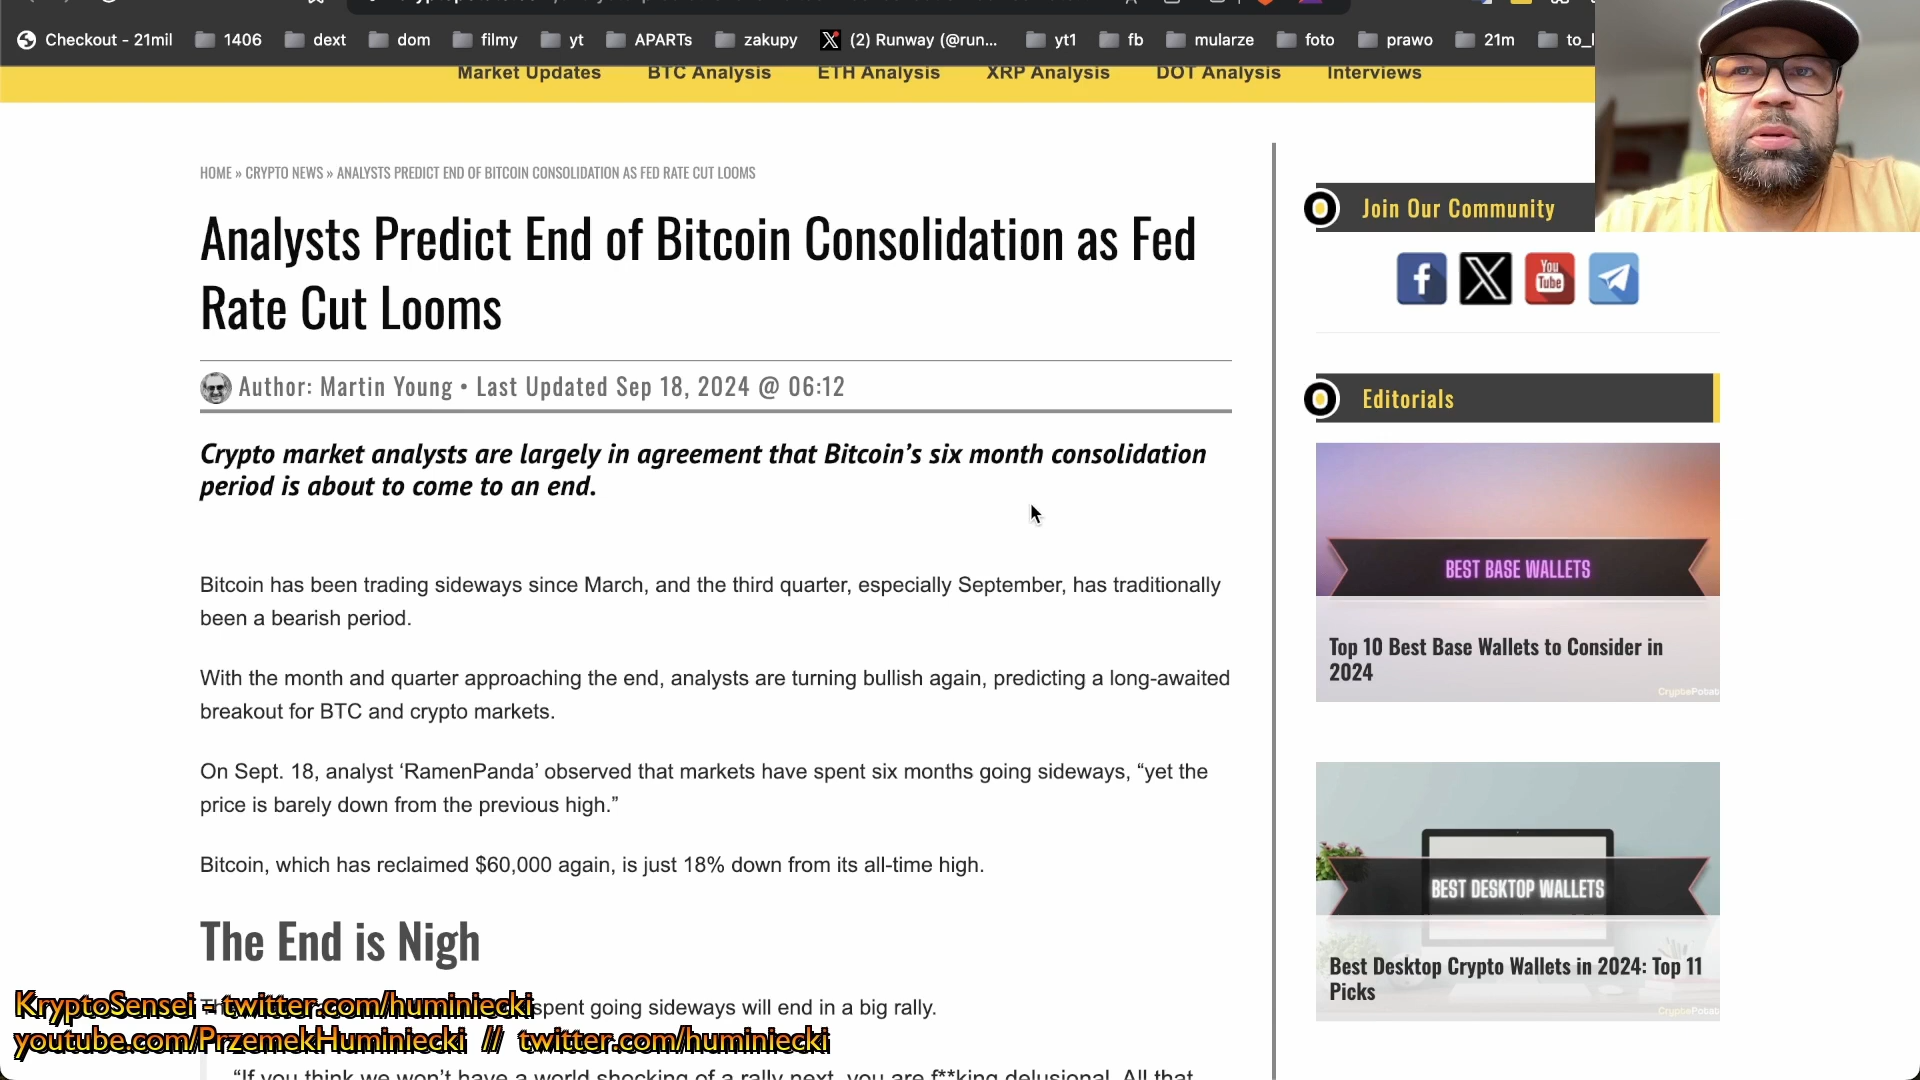 Checkout - 21mil
1406
dext
dom
filmy
yt
APARTs
zakupy
(2) Runway (@run...
yt1
fb
mularze
foto
prawo
21m
Market Updates
BTC Analysis
ETH Analysis
XRP Analysis
DOT Analysis
Interviews
HOME » CRYPTO NEWS » ANALYSTS PREDICT END OF BITCOIN CONSOLIDATION AS FED RATE CUT LOOMS
Analysts Predict End of Bitcoin Consolidation as Fed
Rate Cut Looms
Author: Martin Young • Last Updated Sep 18, 2024 @ 06:12
Crypto market analysts are largely in agreement that Bitcoin’s six month consolidation
period is about to come to an end.
Bitcoin has been trading sideways since March, and the third quarter, especially September, has traditionally
been a bearish period.
With the month and quarter approaching the end, analysts are turning bullish again, predicting a long-awaited
breakout for BTC and crypto markets.
On Sept. 18, analyst ‘RamenPanda’ observed that markets have spent six months going sideways, “yet the
price is barely down from the previous high.”
Bitcoin, which has reclaimed $60,000 again, is just 18% down from its all-time high.
The End is Nigh
spent going sideways will end in a big rally.
“If you think we won’t have a world shocking of a rally next, you are f**king delusional. All that
Join Our Community
You
Tube
Editorials
BEST BASE WALLETS
Top 10 Best Base Wallets to Consider in
2024
BEST DESKTOP WALLETS
Best Desktop Crypto Wallets in 2024: Top 11
Picks
KryptoSensei - twitter.com/huminiecki
youtube.com/PrzemekHuminiecki // twitter.com/huminiecki